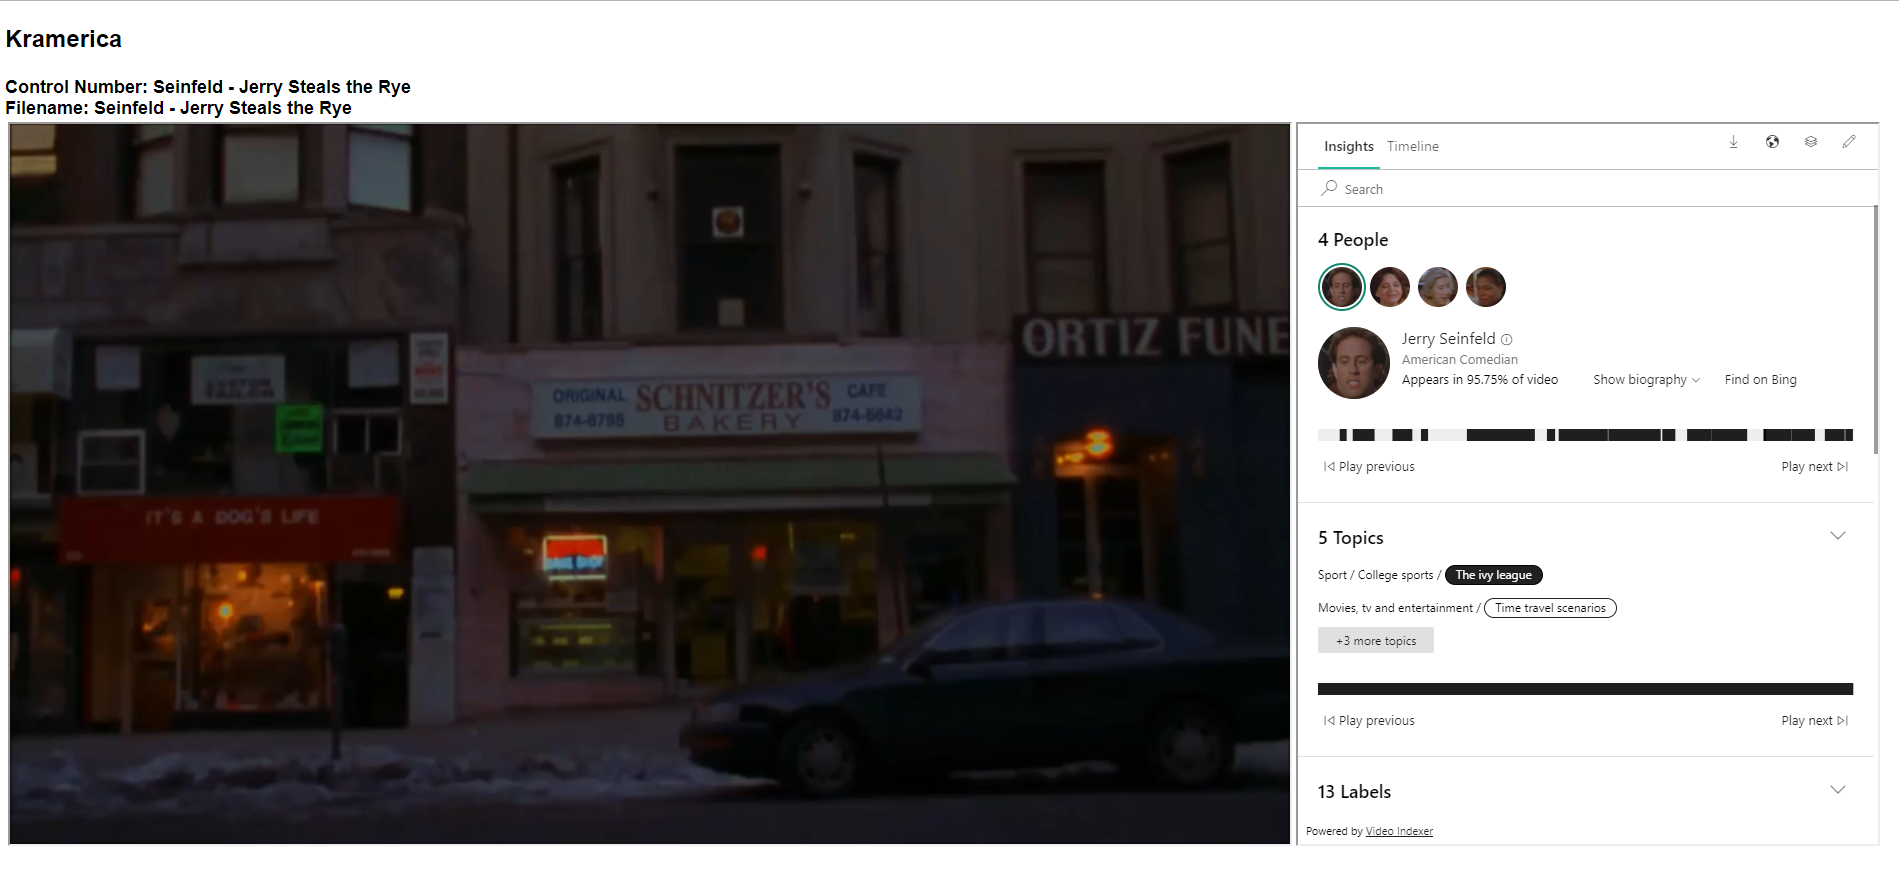 Kramerica
Control Number: Seinfeld - Jerry Steals the Rye
Filename: Seinfeld - Jerry Steals the Rye
ORTIZ FUNE
ORIGINAL SCHNITZER'S CAFE
874-6795 BAKERY 874-5642
IT'S A DOG'S LIFE
Insights Timeline
Search
4 People
Jerry Seinfeld
American Comedian
Appears in 95.75% of video Show biography Find on Bing
Play previous Play next
5 Topics
Sport / College sports / The ivy league
Movies, tv and entertainment / Time travel scenarios
+3 more topics
Play previous Play next
13 Labels
Powered by Video Indexer